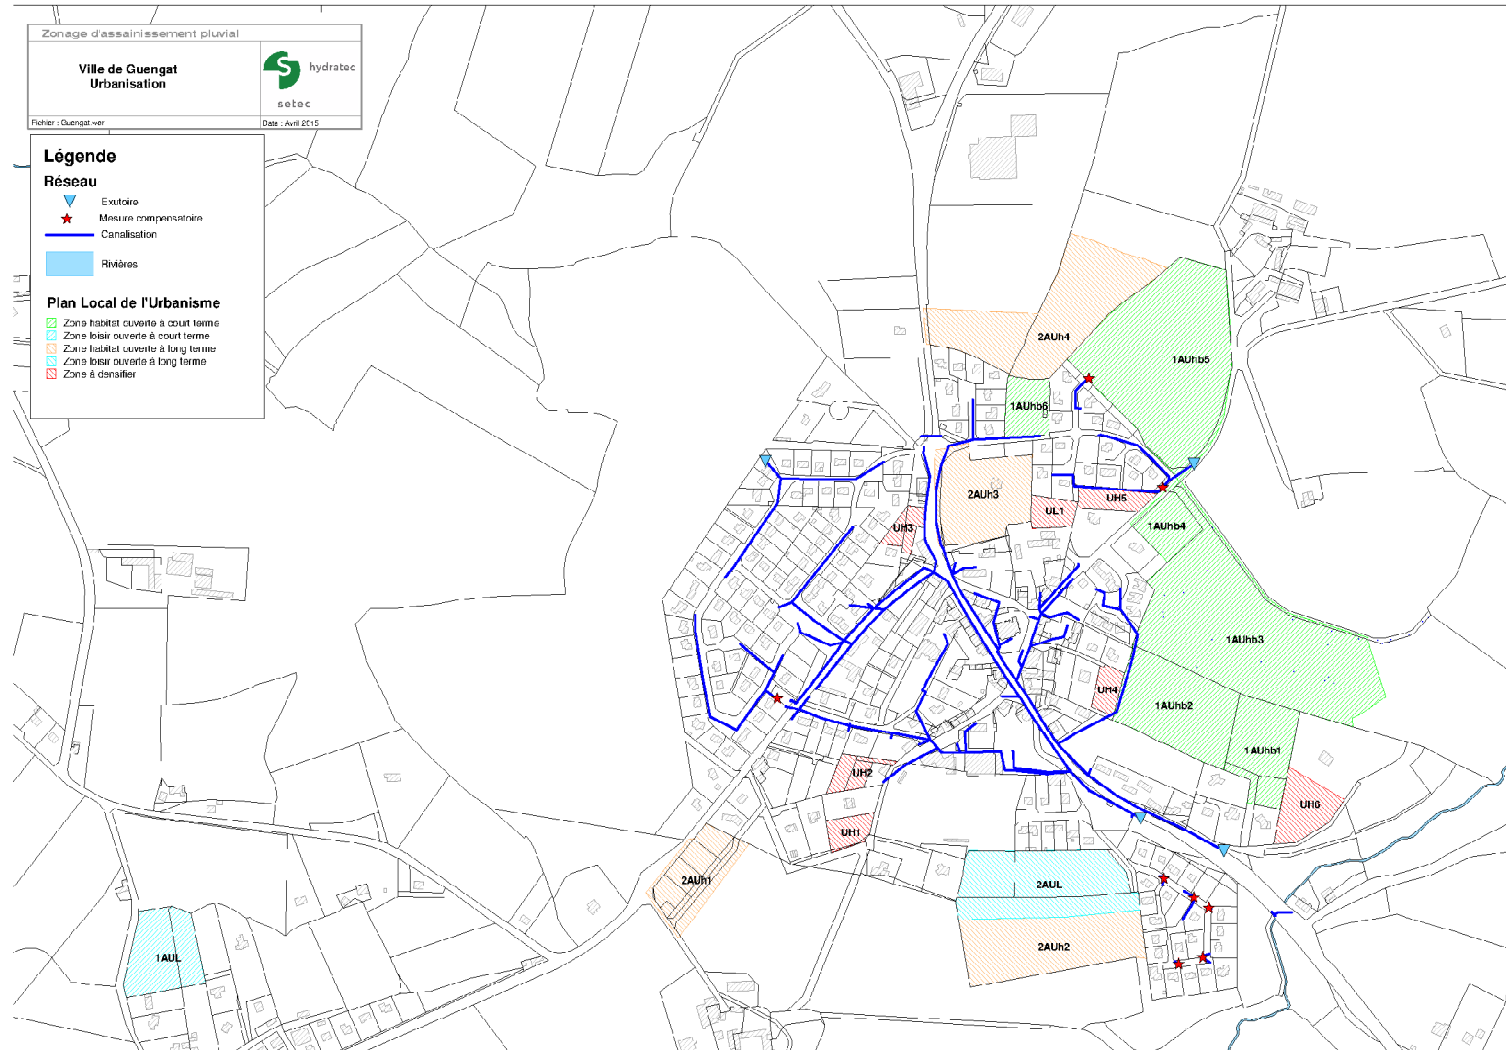 Zonage d'assainissement pluvial
Ville de Guengat
Urbanisation
hydratec
setec
Fichier : Guengat.wor
Date : Avril 2015
Légende
Réseau
Exutoire
Mesure compensatoire
Canalisation
Rivières
Plan Local de l'Urbanisme
Zone habitat ouverte à court terme
Zone loisir ouverte à court terme
Zone habitat ouverte à long terme
Zone loisir ouverte à long terme
Zone à densifier
2AUh4
1AUhb5
1AUhb6
2AUh3
UH5
UL1
UH3
1AUhb4
1AUhb3
UH4
1AUhb2
1AUhb1
UH2
UH6
UH1
2AUh1
2AUL
2AUh2
1AUL